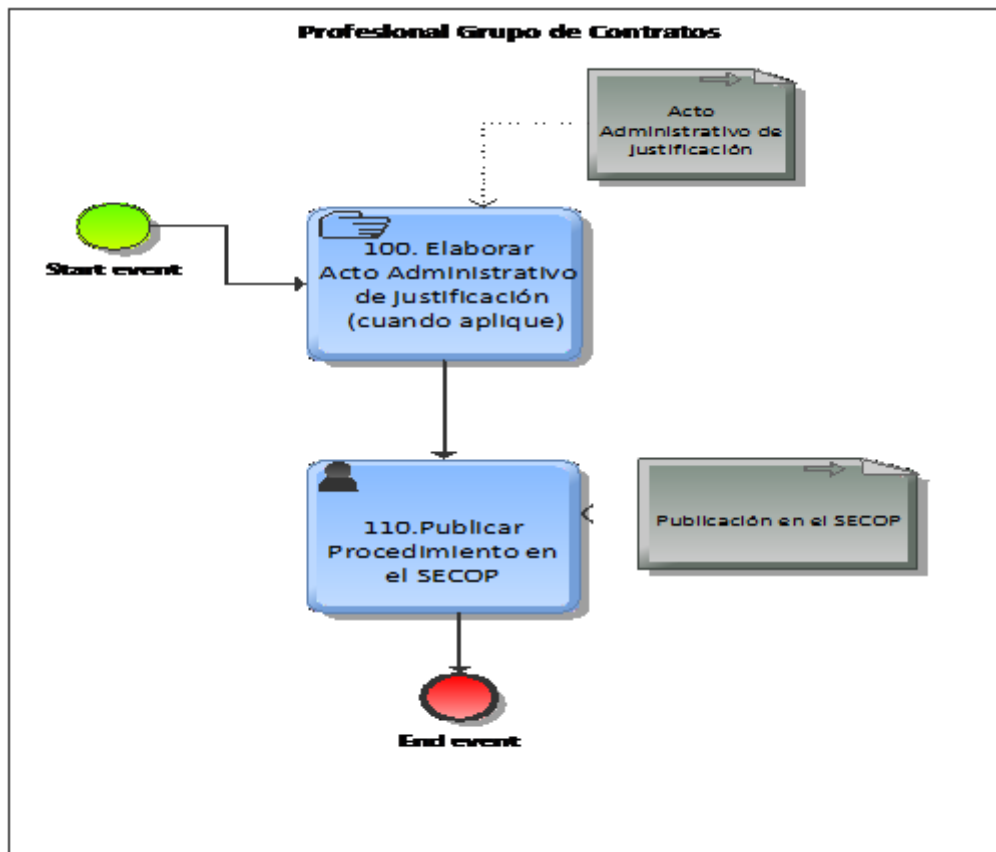 Profesional Grupo de Contratos
Acto
Administrativo de
justificación
Start event
100. Elaborar
Acto Administrativo
de justificación
(cuando aplique)
110.Publicar
Procedimiento en
el SECOP
Publicación en el SECOP
End event